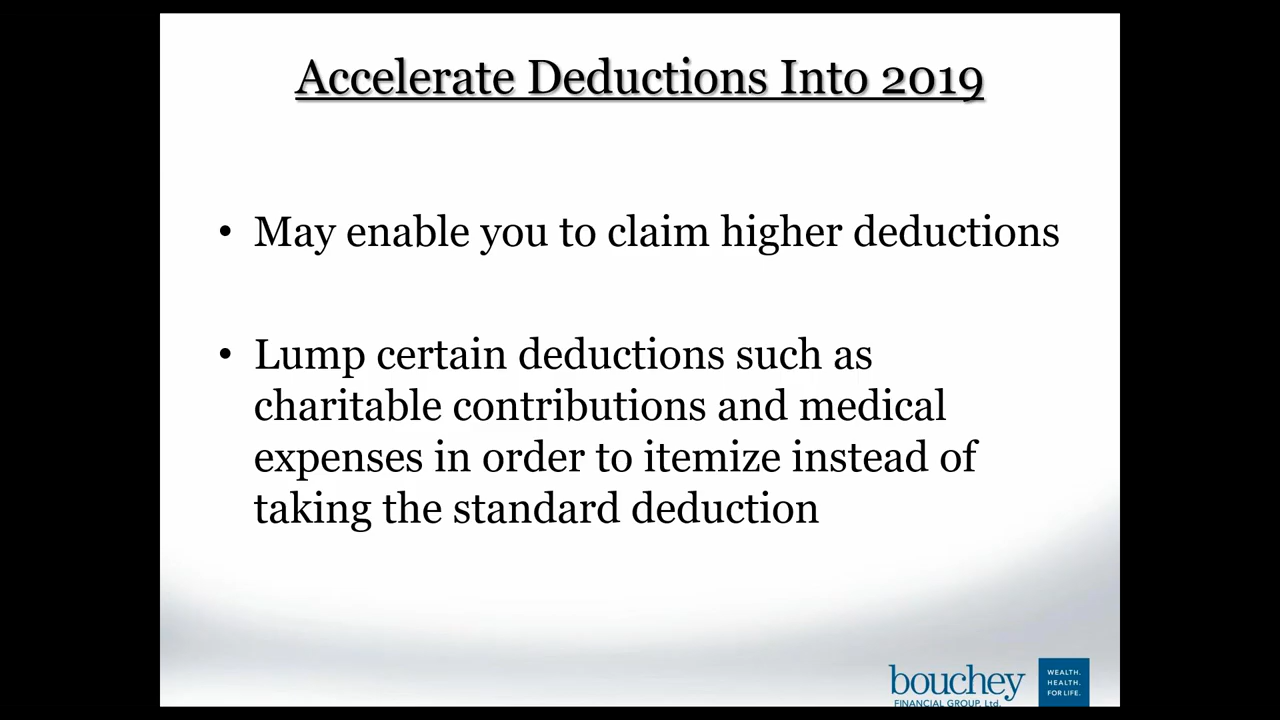 Accelerate Deductions Into 2019
• May enable you to claim higher deductions
• Lump certain deductions such as
charitable contributions and medical
expenses in order to itemize instead of
taking the standard deduction
bouchey
FINANCIAL GROUP, Ltd.
WEALTH.
HEALTH.
FOR LIFE.